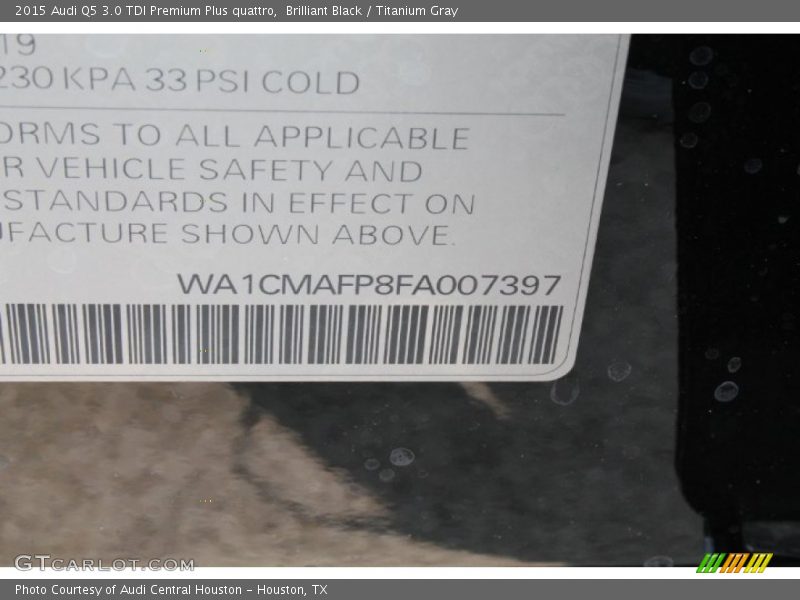 2015 Audi Q5 3.0 TDI Premium Plus quattro,  Brilliant Black / Titanium Gray
19
230 KPA 33 PSI COLD
ORMS TO ALL APPLICABLE
R VEHICLE SAFETY AND
STANDARDS IN EFFECT ON
UFACTURE SHOWN ABOVE.
WA1CMAFP8FA007397
GTCARLOT.COM
Photo Courtesy of Audi Central Houston - Houston, TX